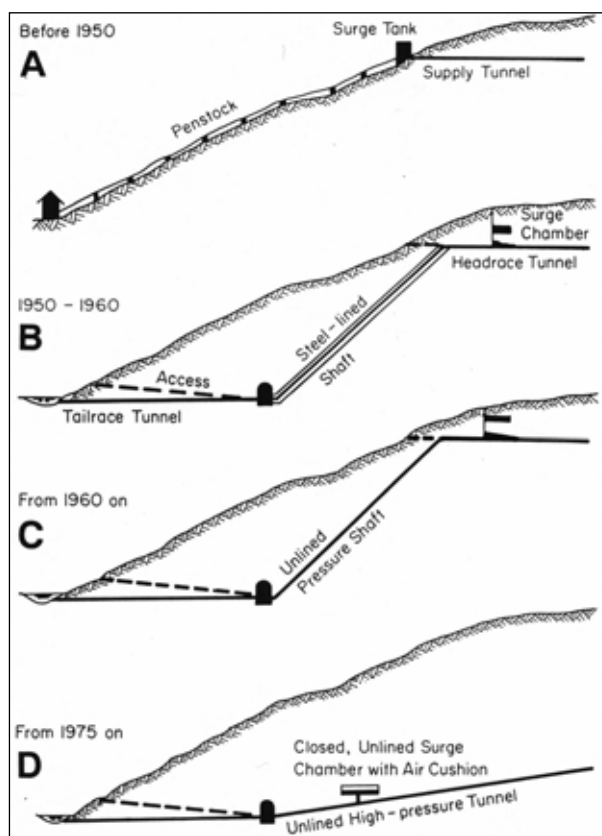 Before 1950
A
Surge Tank
Supply Tunnel
Penstock
1950 - 1960
B
Surge
Chamber
Headrace Tunnel
Steel-lined
Shaft
Access
Tailrace Tunnel
From 1960 on
C
Unlined
Pressure Shaft
From 1975 on
D
Closed, Unlined Surge
Chamber with Air Cushion
Unlined High-pressure Tunnel